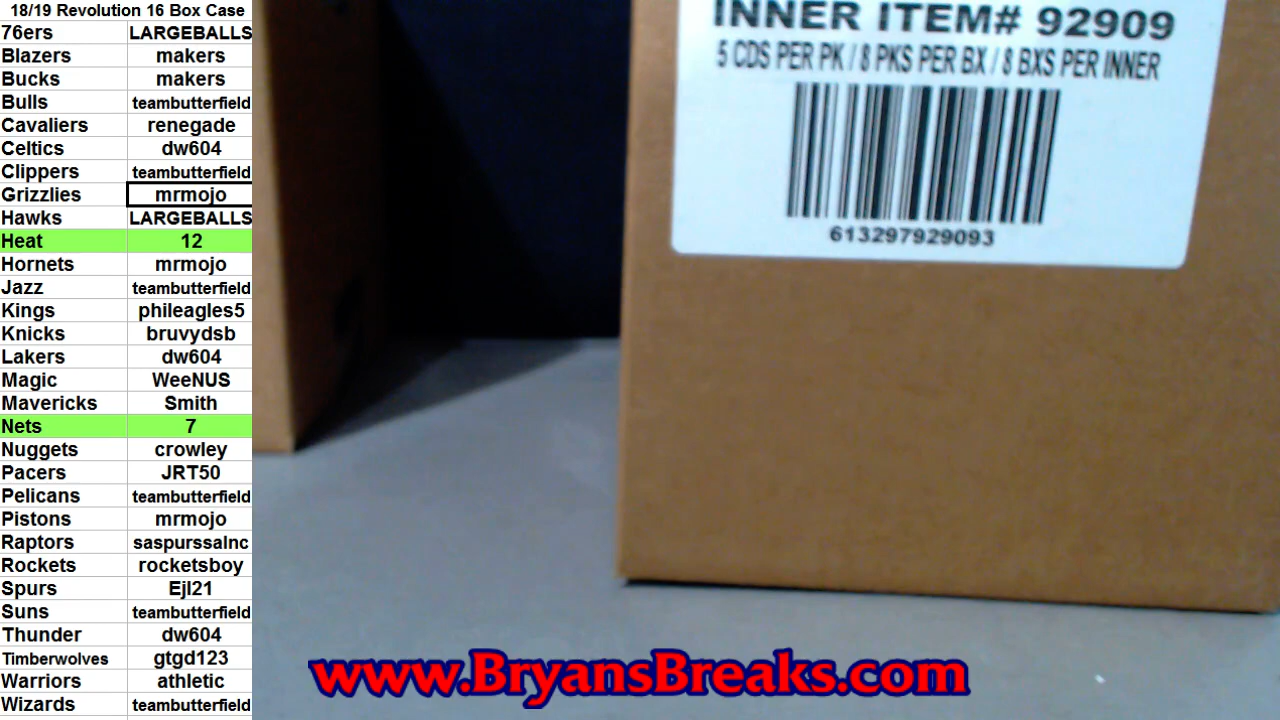 18/19 Revolution 16 Box Case
76ers LARGEBALLS
Blazers makers
Bucks makers
Bulls teambutterfield
Cavaliers renegade
Celtics dw604
Clippers teambutterfield
Grizzlies mrmojo
Hawks LARGEBALLS
Heat 12
Hornets mrmojo
Jazz teambutterfield
Kings phileagles5
Knicks bruvydsb
Lakers dw604
Magic WeeNUS
Mavericks Smith
Nets 7
Nuggets crowley
Pacers JRT50
Pelicans teambutterfield
Pistons mrmojo
Raptors saspurssalnc
Rockets rocketsboy
Spurs Ejl21
Suns teambutterfield
Thunder dw604
Timberwolves gtgd123
Warriors athletic
Wizards teambutterfield
INNER ITEM# 92909
5 CDS PER PK / 8 PKS PER BX / 8 BXS PER INNER
613297929093
www.BryansBreaks.com